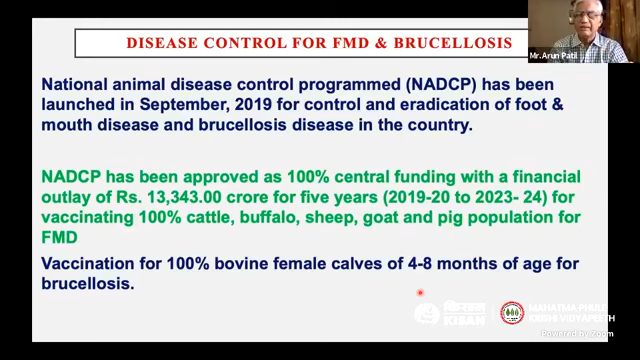 DISEASE CONTROL FOR FMD & BRUCELLOSIS
Mr.Arun Patil
National animal disease control programmed (NADCP) has been
launched in September, 2019 for control and eradication of foot &
mouth disease and brucellosis disease in the country.
NADCP has been approved as 100% central funding with a financial
outlay of Rs. 13,343.00 crore for five years (2019-20 to 2023- 24) for
vaccinating 100% cattle, buffalo, sheep, goat and pig population for
FMD
Vaccination for 100% bovine female calves of 4-8 months of age for
brucellosis.
किसान
KISAN
MAHATMA PHULE
KRISHI VIDYAPEETH
Powered by Zoom